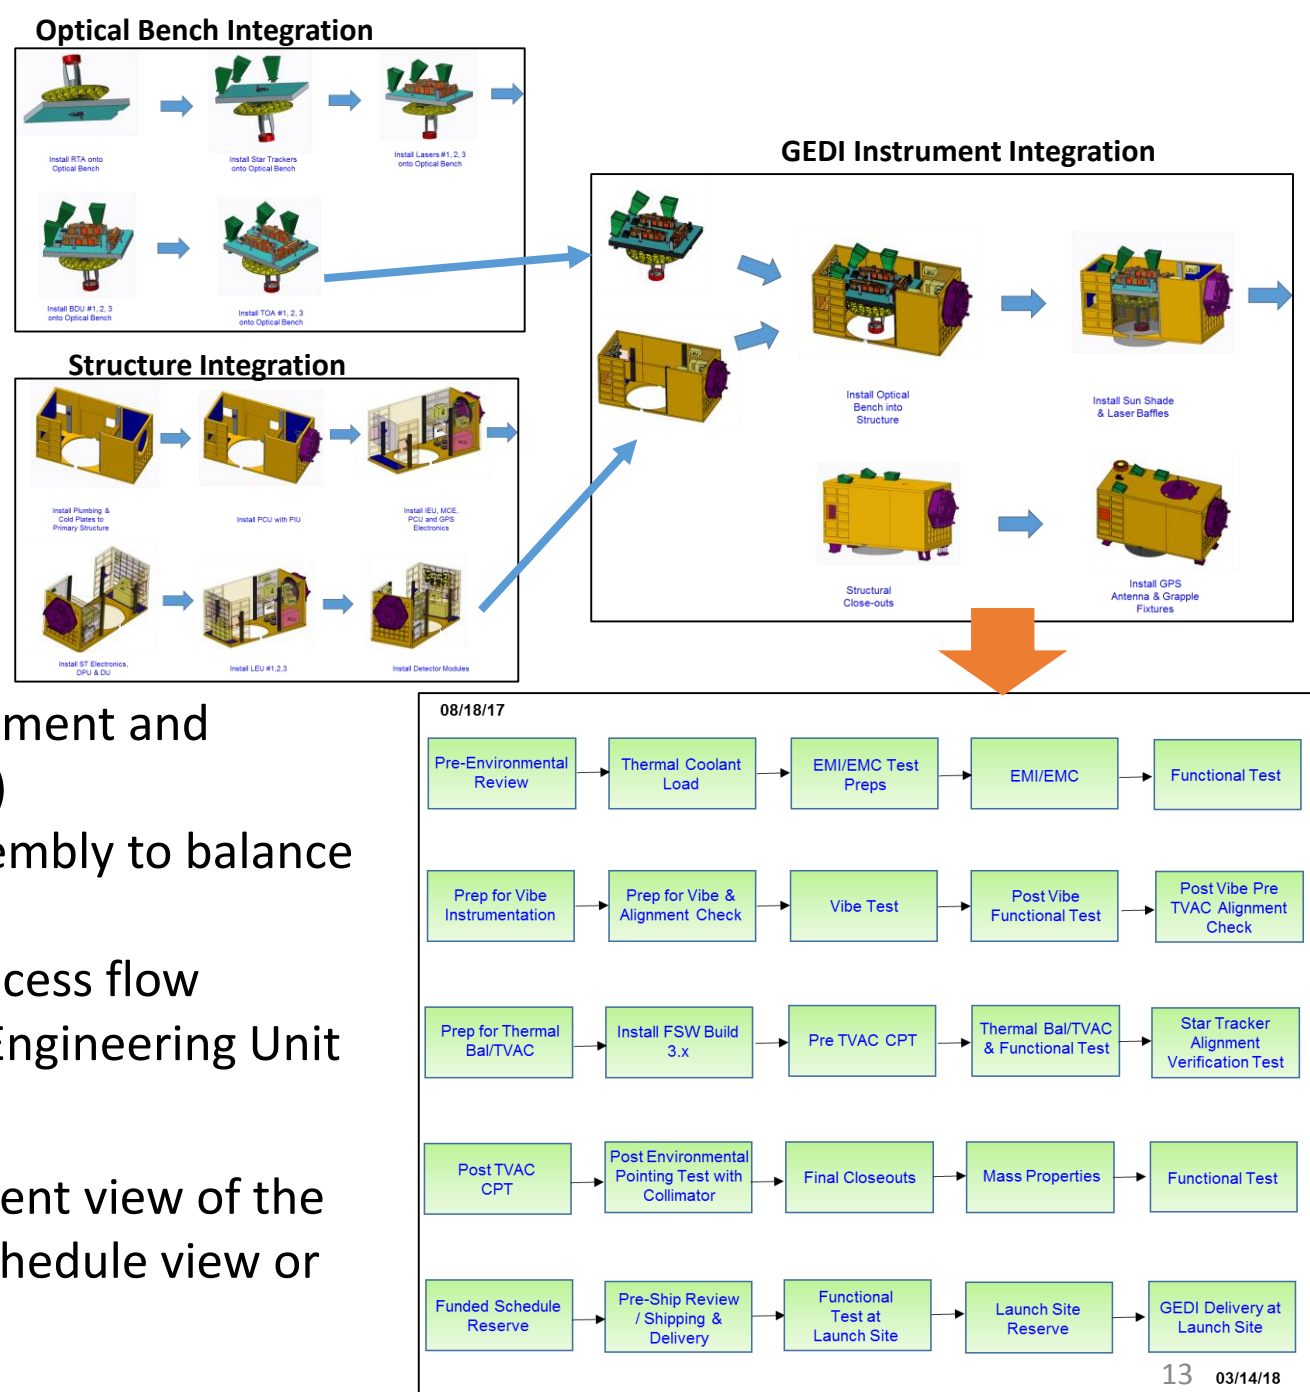 Optical Bench Integration
Install RTA onto
Optical Bench
Install Star Trackers
onto Optical Bench
Install Lasers #1, 2, 3
onto Optical Bench
Install BDU #1, 2, 3
onto Optical Bench
Install TOA #1, 2, 3
onto Optical Bench
Structure Integration
Install Plumbing &
Cold Plates to
Primary Structure
Install PCU with PIU
Install IEU, MCE,
PCU and GPS
Electronics
Install ST Electronics,
DPU & DU
Install LEU #1,2,3
Install Detector Modules
GEDI Instrument Integration
Install Optical
Bench into
Structure
Install Sun Shade
& Laser Baffles
Structural
Close-outs
Install GPS
Antenna & Grapple
Fixtures
ment and
)
embly to balance
cess flow
Engineering Unit
ent view of the
chedule view or
08/18/17
Pre-Environmental
Review
Thermal Coolant
Load
EMI/EMC Test
Preps
EMI/EMC
Functional Test
Prep for Vibe
Instrumentation
Prep for Vibe &
Alignment Check
Vibe Test
Post Vibe
Functional Test
Post Vibe Pre
TVAC Alignment
Check
Prep for Thermal
Bal/TVAC
Install FSW Build
3.x
Pre TVAC CPT
Thermal Bal/TVAC
& Functional Test
Star Tracker
Alignment
Verification Test
Post TVAC
CPT
Post Environmental
Pointing Test with
Collimator
Final Closeouts
Mass Properties
Functional Test
Funded Schedule
Reserve
Pre-Ship Review
/ Shipping &
Delivery
Functional
Test at
Launch Site
Launch Site
Reserve
GEDI Delivery at
Launch Site
13
03/14/18